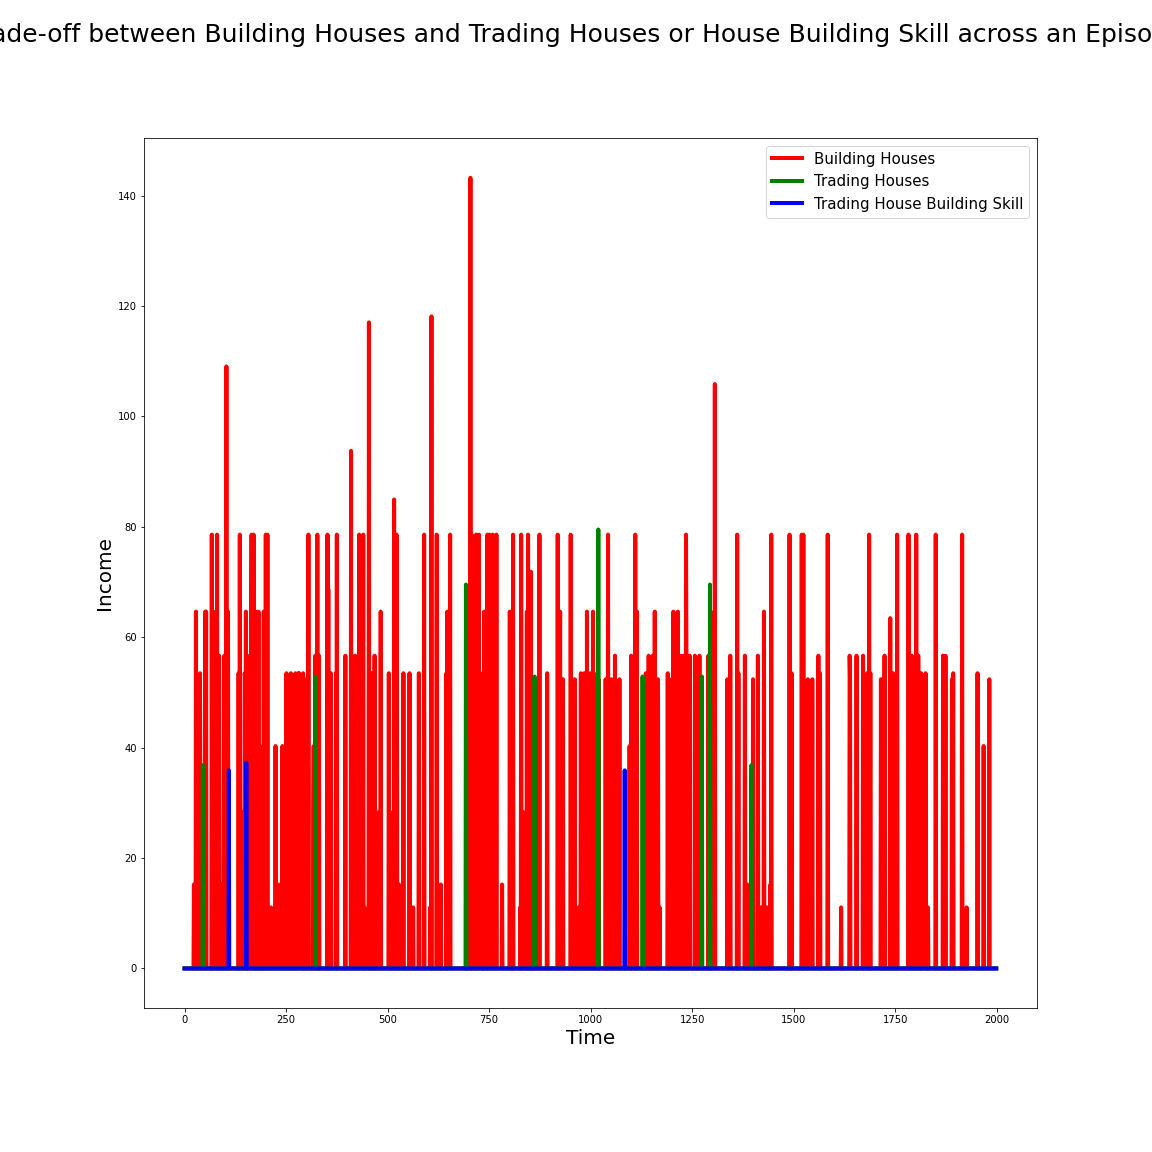 ade-off between Building Houses and Trading Houses or House Building Skill across an Episo
Building Houses
Trading Houses
Trading House Building Skill
140
120
100
80
60
40
20
0
Income
0 250 500 750 1000 1250 1500 1750 2000
Time